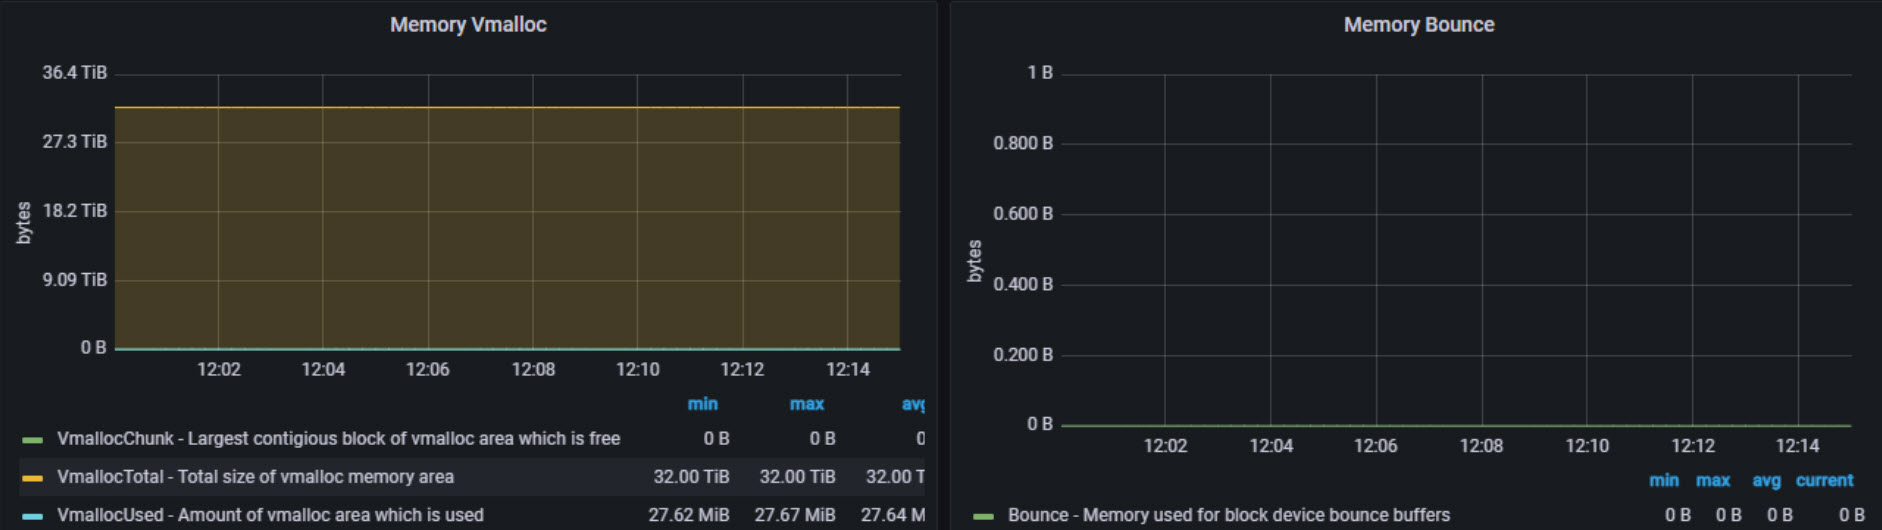 Memory Vmalloc
36.4 TiB
27.3 TiB
18.2 TiB
9.09 TiB
0 B
bytes
12:02 12:04 12:06 12:08 12:10 12:12 12:14
min max avg
VmallocChunk - Largest contigious block of vmalloc area which is free 0 B 0 B 0
VmallocTotal - Total size of vmalloc memory area 32.00 TiB 32.00 TiB 32.00 T
VmallocUsed - Amount of vmalloc area which is used 27.62 MiB 27.67 MiB 27.64 M
Memory Bounce
1 B
0.800 B
0.600 B
0.400 B
0.200 B
0 B
bytes
12:02 12:04 12:06 12:08 12:10 12:12 12:14
min max avg current
Bounce - Memory used for block device bounce buffers 0 B 0 B 0 B 0 B